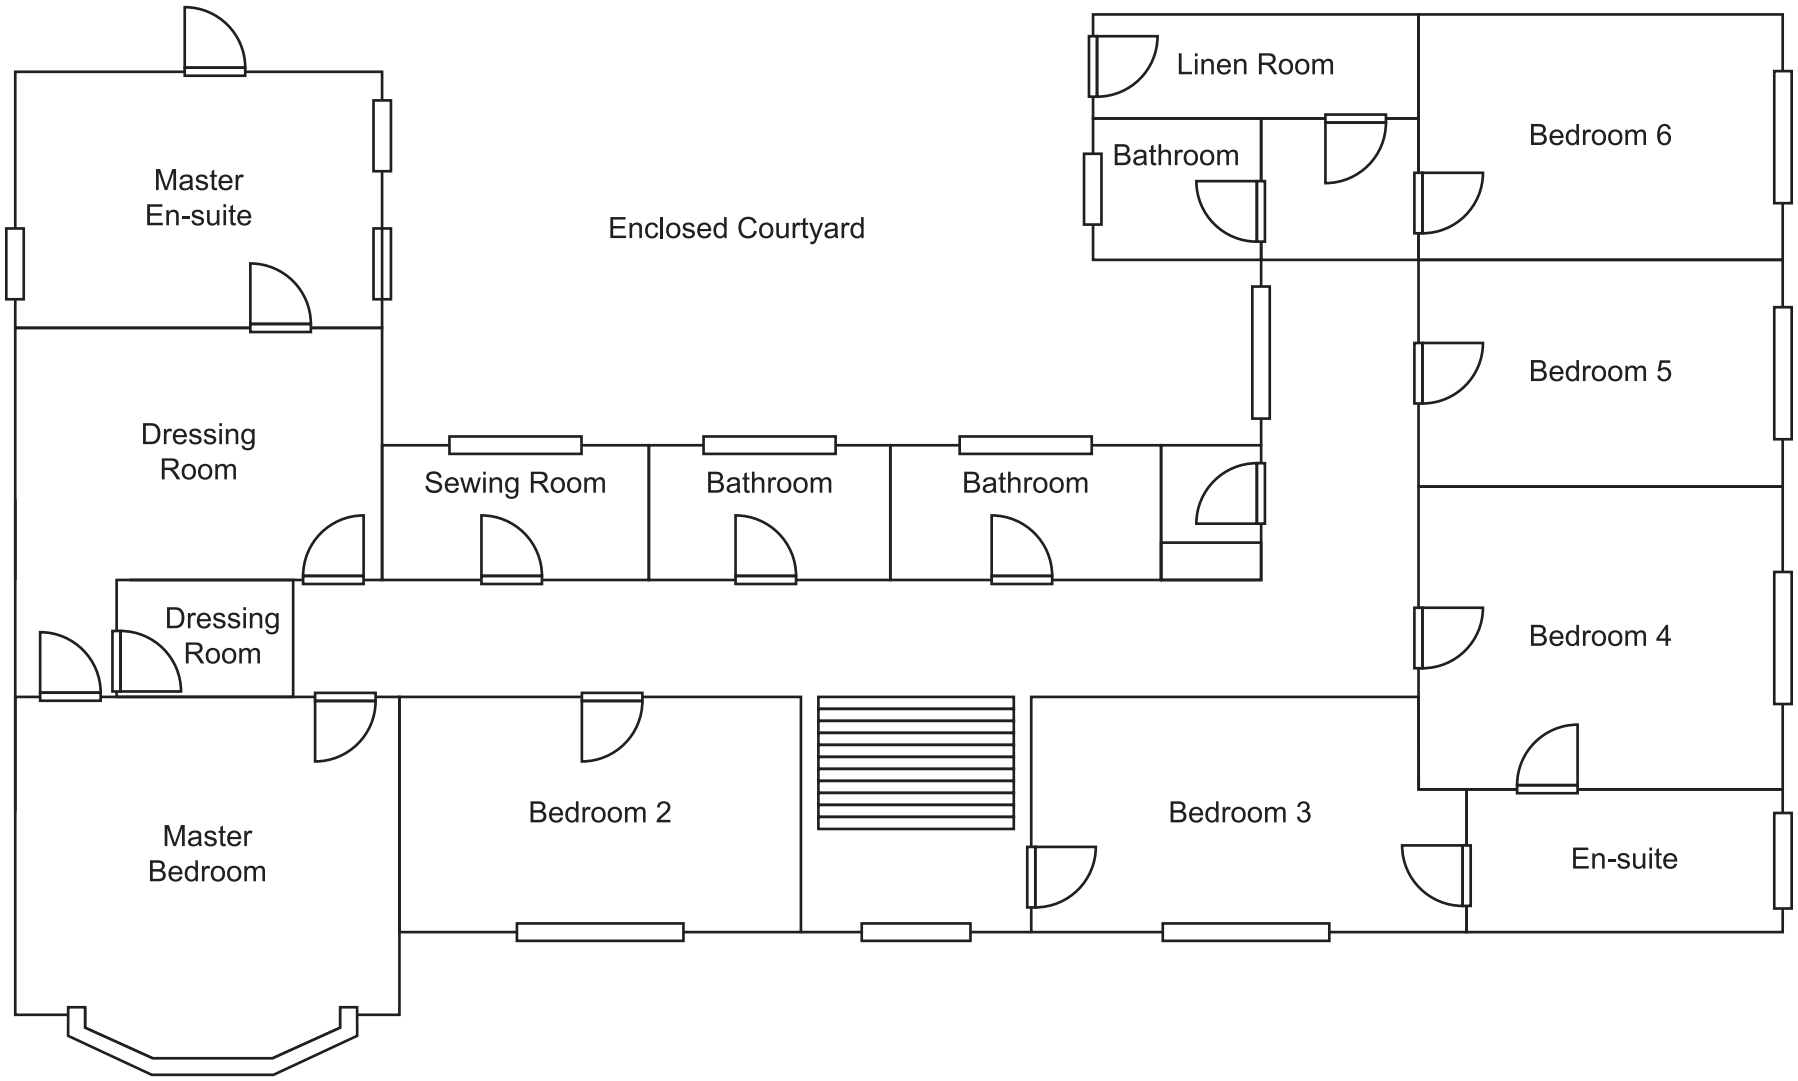 Linen Room
Bedroom 6
Bathroom
Master
En-suite
Enclosed Courtyard
Bedroom 5
Dressing
Room
Sewing Room
Bathroom
Bathroom
Dressing
Room
Bedroom 4
Bedroom 2
Bedroom 3
Master
Bedroom
En-suite